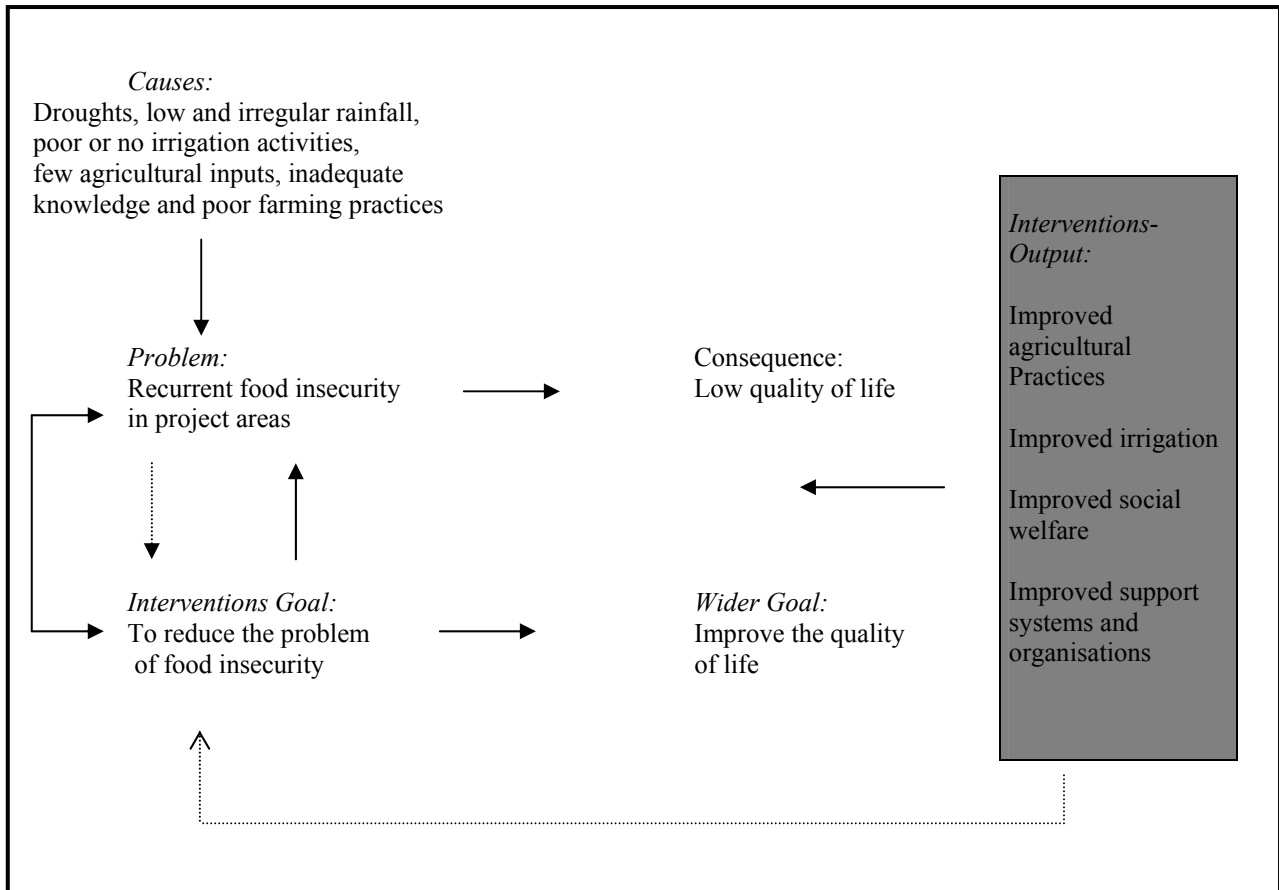 Causes:
Droughts, low and irregular rainfall,
poor or no irrigation activities,
few agricultural inputs, inadequate
knowledge and poor farming practices
Problem:
Recurrent food insecurity
in project areas
Consequence:
Low quality of life
Interventions Goal:
To reduce the problem
of food insecurity
Wider Goal:
Improve the quality
of life
Interventions-
Output:
Improved
agricultural
Practices
Improved irrigation
Improved social
welfare
Improved support
systems and
organisations